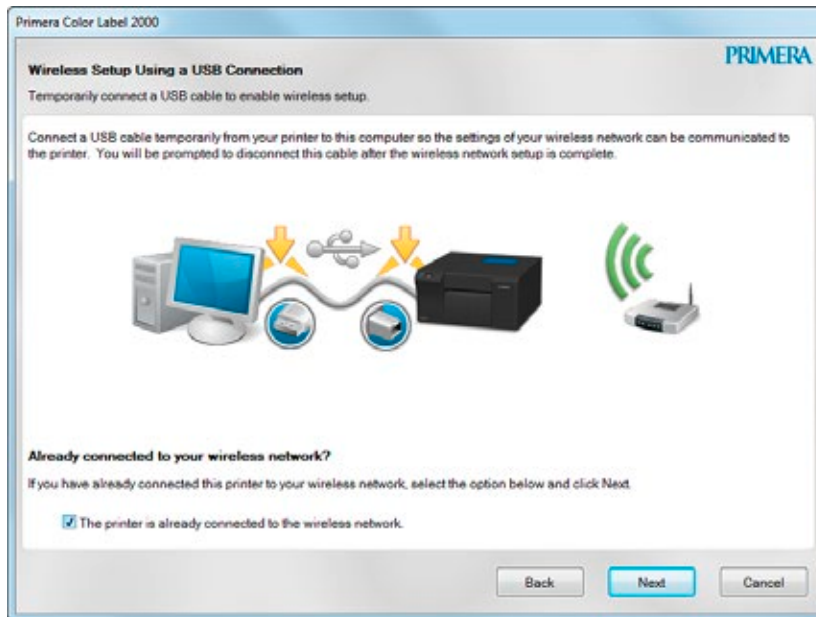 Primera Color Label 2000
PRIMERA
Wireless Setup Using a USB Connection
Temporarily connect a USB cable to enable wireless setup.
Connect a USB cable temporarily from your printer to this computer so the settings of your wireless network can be communicated to
the printer. You will be prompted to disconnect this cable after the wireless network setup is complete.
Already connected to your wireless network?
If you have already connected this printer to your wireless network, select the option below and click Next.
The printer is already connected to the wireless network.
Back
Next
Cancel